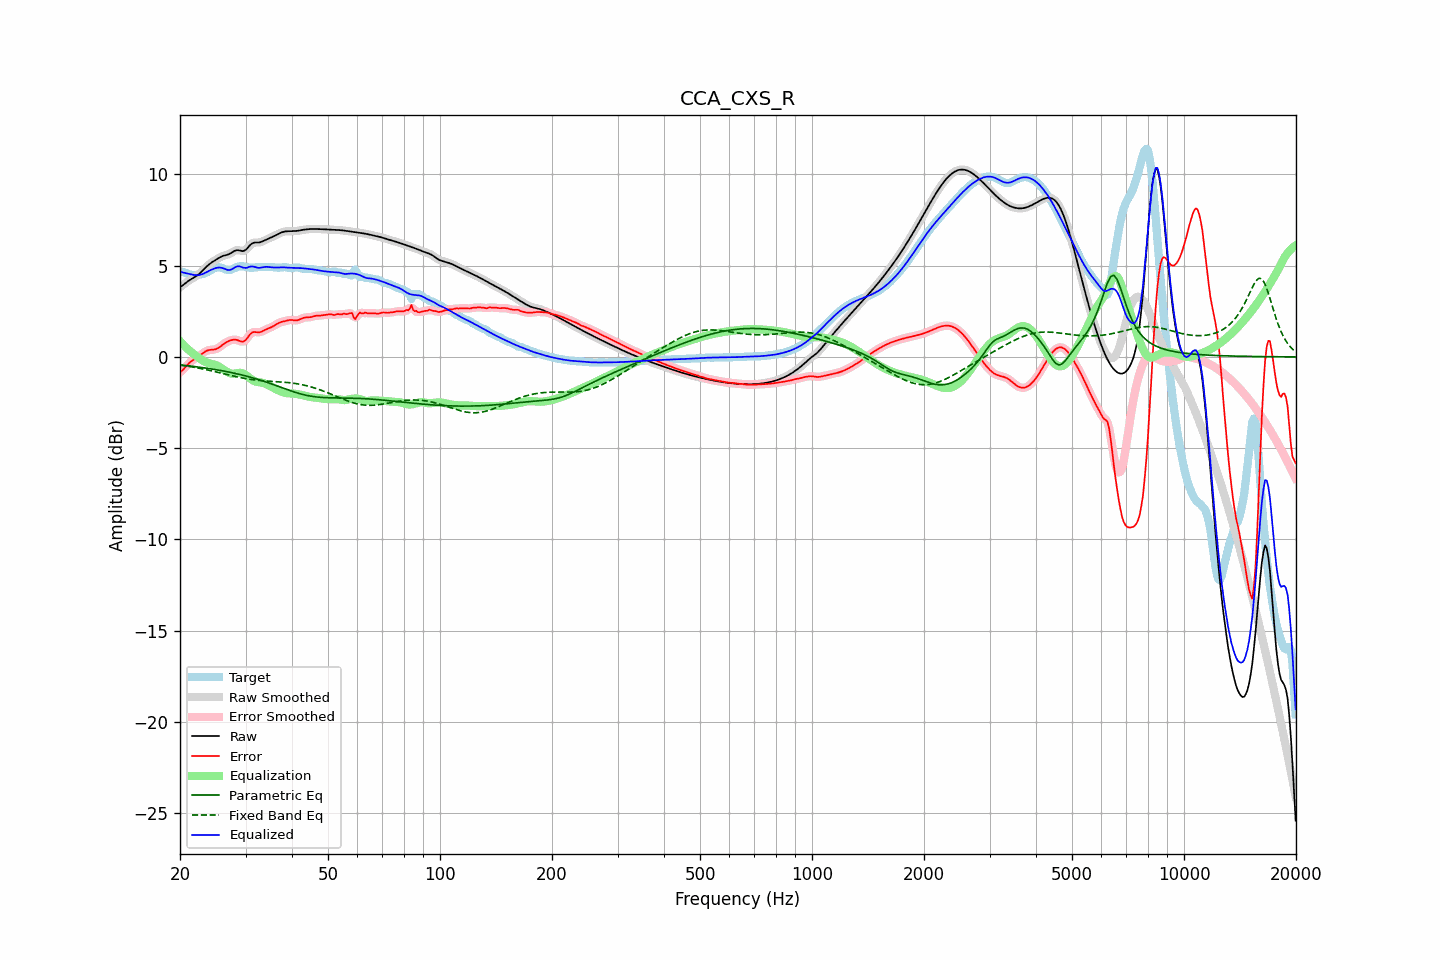 CCA_CXS_R
10
5
0
−5
−10
−15
−20
−25
Amplitude (dBr)
Target
Raw Smoothed
Error Smoothed
Raw
Error
Equalization
Parametric Eq
Fixed Band Eq
Equalized
20 50 100 200 500 1000 2000 5000 10000 20000
Frequency (Hz)